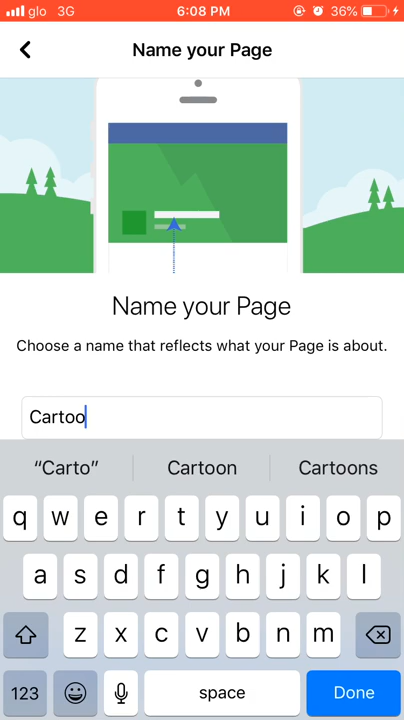 glo 3G 6:08 PM 36%
Name your Page
Name your Page
Choose a name that reflects what your Page is about.
Cartoo
“Carto” Cartoon Cartoons
q w e r t y u i o p
a s d f g h j k l
z x c v b n m
123 space Done